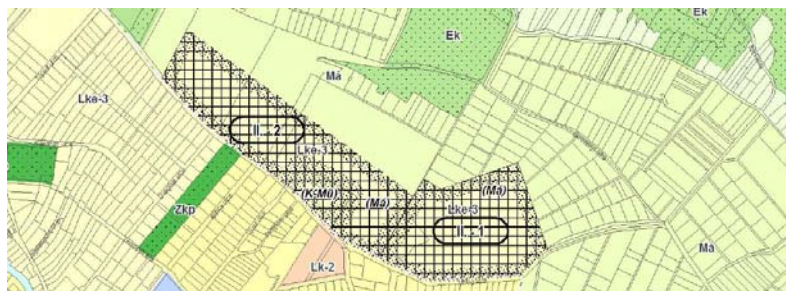 Ek
Ek
Má
Lke-3
II. - 2
Lke-3
(K-Mü)
(Má)
(Má)
Lke-3
II. - 1
Zkp
Lk-2
Má